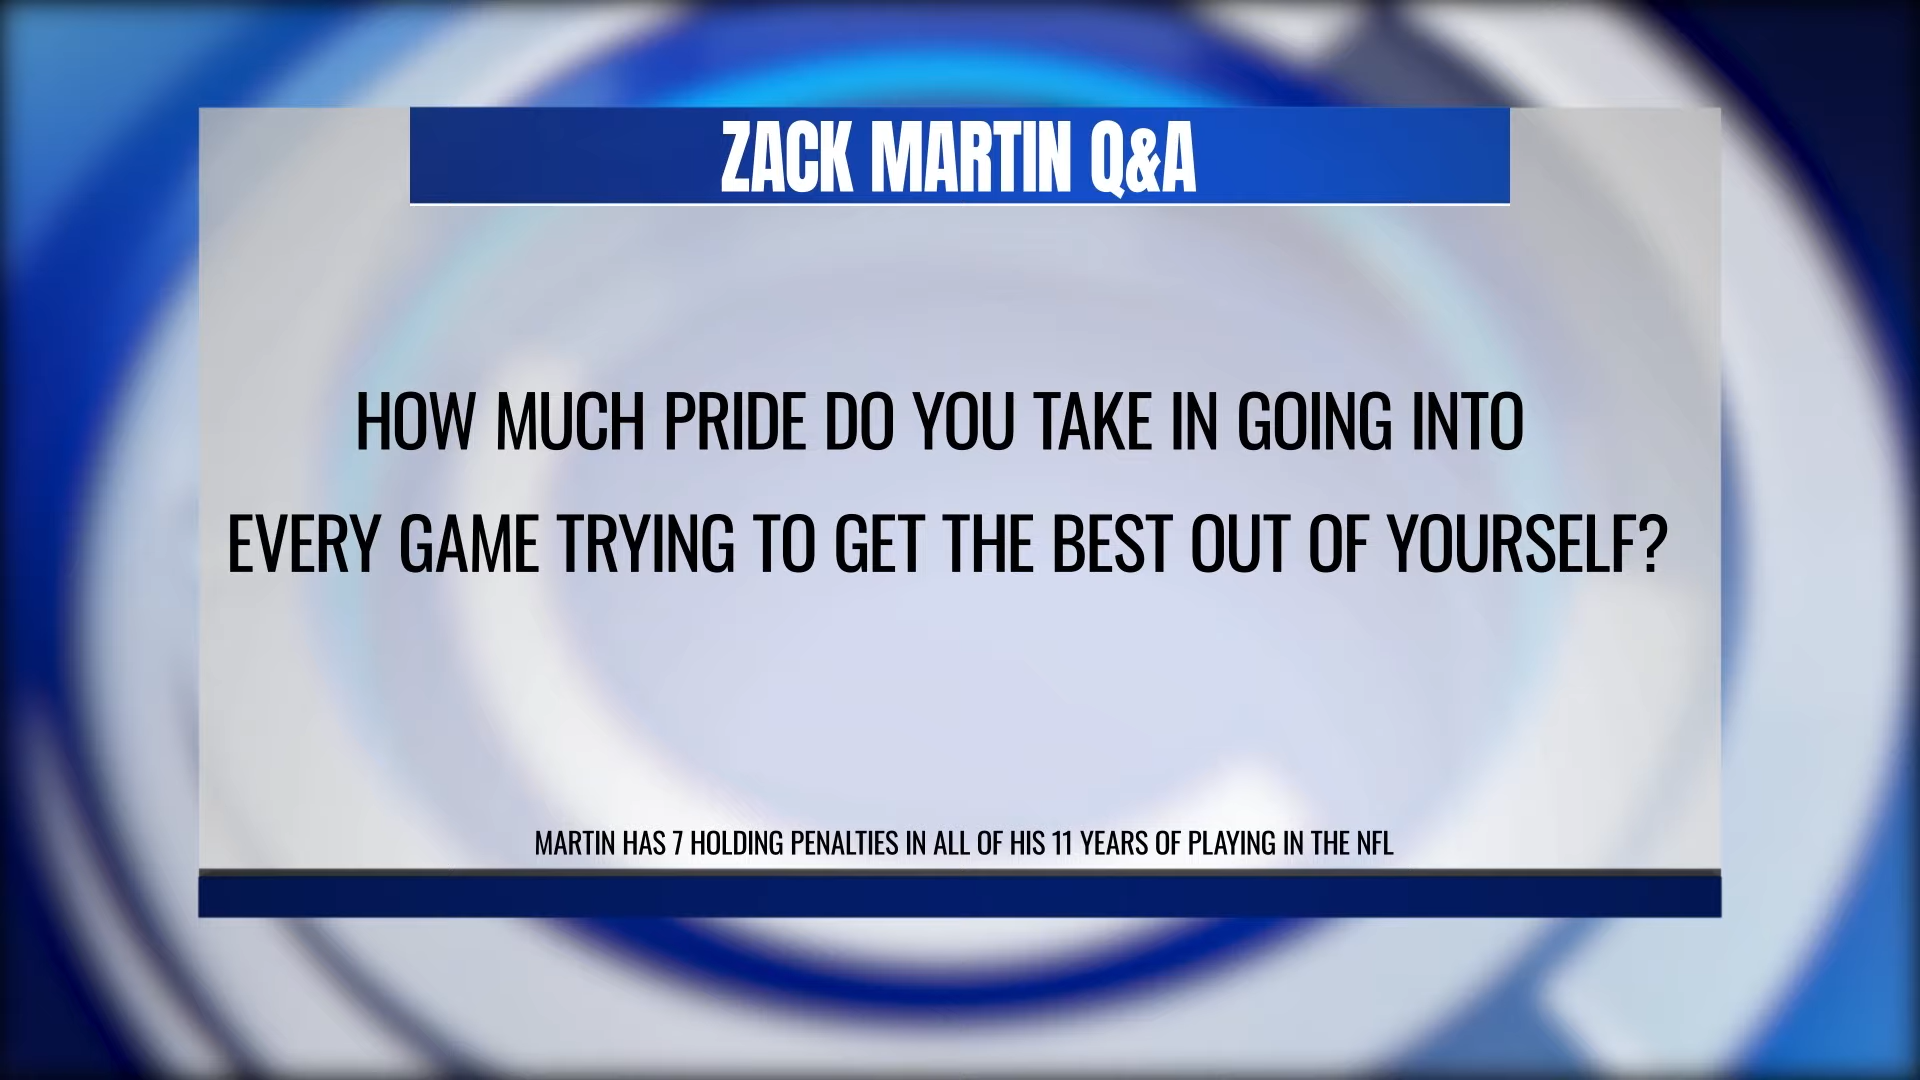 ZACK MARTIN Q&A
HOW MUCH PRIDE DO YOU TAKE IN GOING INTO
EVERY GAME TRYING TO GET THE BEST OUT OF YOURSELF?
MARTIN HAS 7 HOLDING PENALTIES IN ALL OF HIS 11 YEARS OF PLAYING IN THE NFL